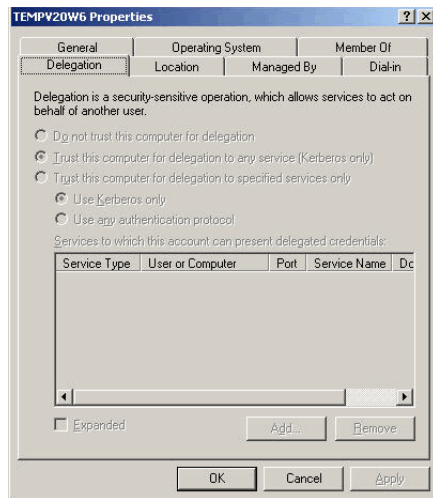 TEMPV20W6 Properties
General Operating System Member Of
Delegation Location Managed By Dial-in
Delegation is a security-sensitive operation, which allows services to act on
behalf of another user.
Do not trust this computer for delegation
Trust this computer for delegation to any service (Kerberos only)
Trust this computer for delegation to specified services only
Use Kerberos only
Use any authentication protocol
Services to which this account can present delegated credentials:
Service Type User or Computer Port Service Name Dc
Expanded Add... Remove
OK Cancel Apply